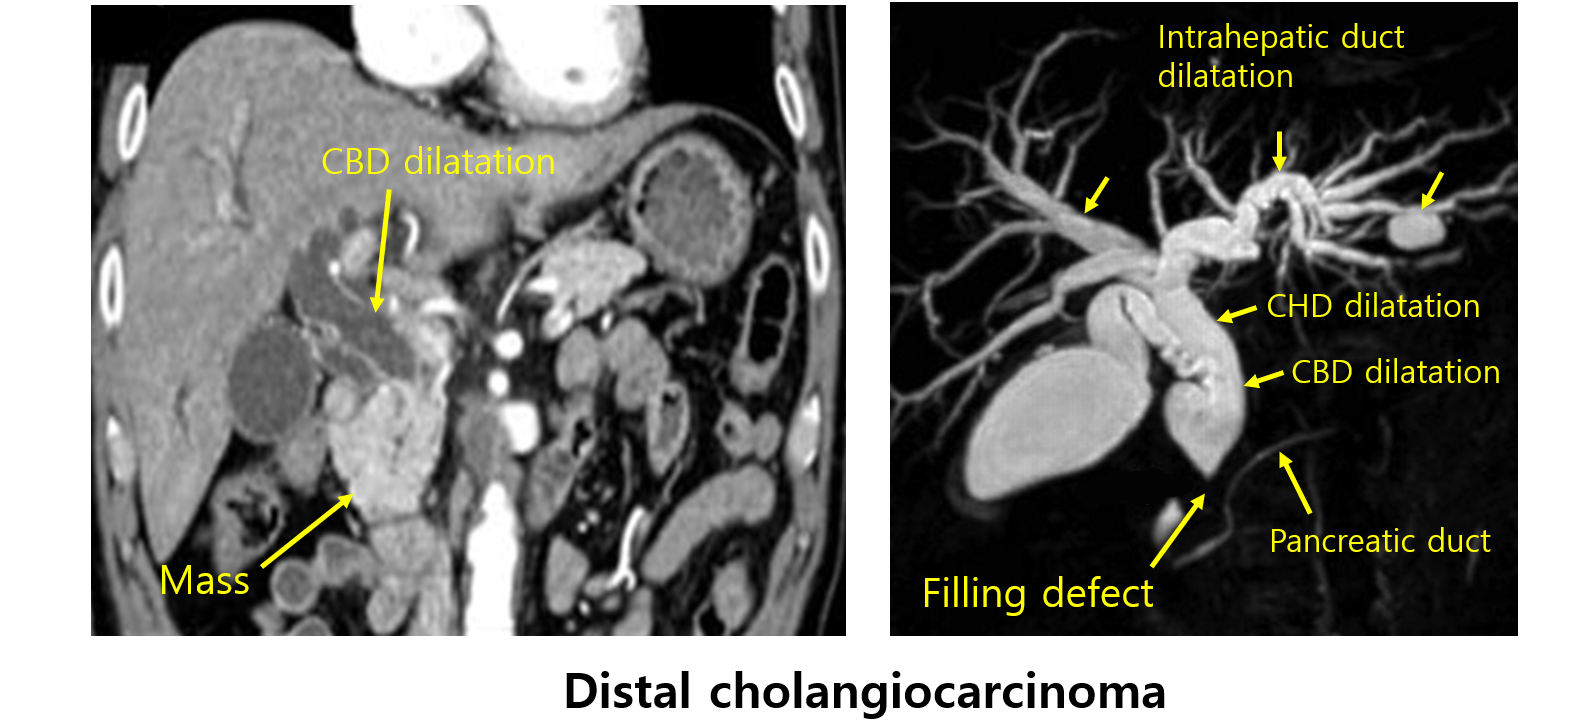 CBD dilatation
Mass
Intrahepatic duct
dilatation
CHD dilatation
CBD dilatation
Pancreatic duct
Filling defect
Distal cholangiocarcinoma